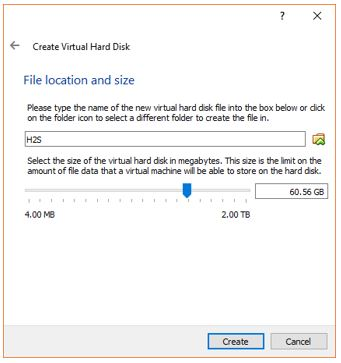 ?
Create Virtual Hard Disk
File location and size
Please type the name of the new virtual hard disk file into the box below or click
on the folder icon to select a different folder to create the file in.
H2S
Select the size of the virtual hard disk in megabytes. This size is the limit on the
amount of file data that a virtual machine will be able to store on the hard disk.
60.56 GB
4.00 MB 2.00 TB
Create Cancel